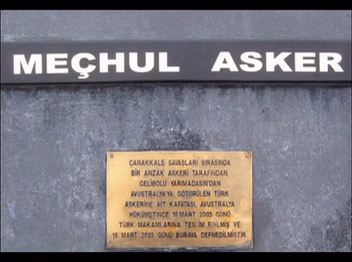 MEÇHUL ASKER
ÇANAKKALE SAVAŞLARI SIRASINDA
BİR ANZAK ASKERİ TARAFINDAN,
GELİBOLU YARIMADASINDAN
AVUSTRALYA'YA GÖTÜRÜLEN TÜRK
ASKERİNE AİT KAFATASI, AVUSTRALYA
HÜKÜMETİNCE 11 MART 2003 GÜNÜ
TÜRK MAKAMLARINA TESLİM EDİLMİŞ VE
18 MART 2003 GÜNÜ BURAYA DEFNEDİLMİŞTİR.